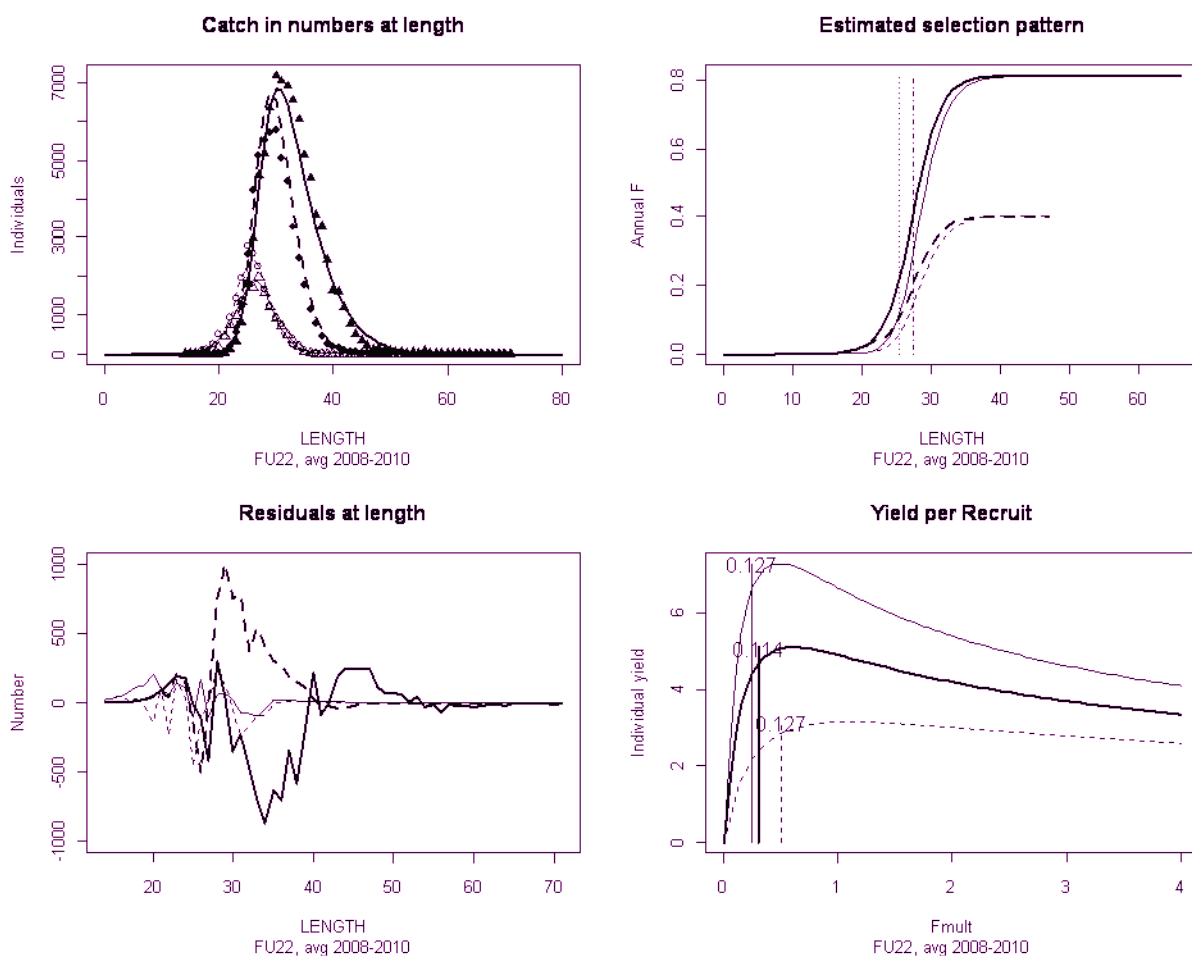 Catch in numbers at length
Individuals
0 1000 3000 5000 7000
0 20 40 60 80
LENGTH
FU22, avg 2008-2010
Estimated selection pattern
Annual F
0.0 0.2 0.4 0.6 0.8
0 10 20 30 40 50 60
LENGTH
FU22, avg 2008-2010
Residuals at length
Number
-1000 -500 0 500 1000
20 30 40 50 60 70
LENGTH
FU22, avg 2008-2010
Yield per Recruit
Individual yield
0 2 4 6
0.127
0.114
0.127
0 1 2 3 4
Fmult
FU22, avg 2008-2010